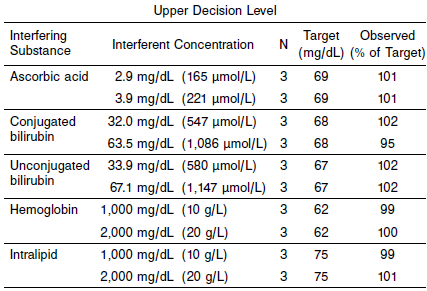 Upper Decision Level
Interfering Substance Interferent Concentration N Target (mg/dL) Observed (% of Target)
Ascorbic acid 2.9 mg/dL (165 µmol/L) 3 69 101
3.9 mg/dL (221 µmol/L) 3 69 101
Conjugated bilirubin 32.0 mg/dL (547 µmol/L) 3 68 102
63.5 mg/dL (1,086 µmol/L) 3 68 95
Unconjugated bilirubin 33.9 mg/dL (580 µmol/L) 3 67 102
67.1 mg/dL (1,147 µmol/L) 3 67 102
Hemoglobin 1,000 mg/dL (10 g/L) 3 62 99
2,000 mg/dL (20 g/L) 3 62 100
Intralipid 1,000 mg/dL (10 g/L) 3 75 99
2,000 mg/dL (20 g/L) 3 75 101